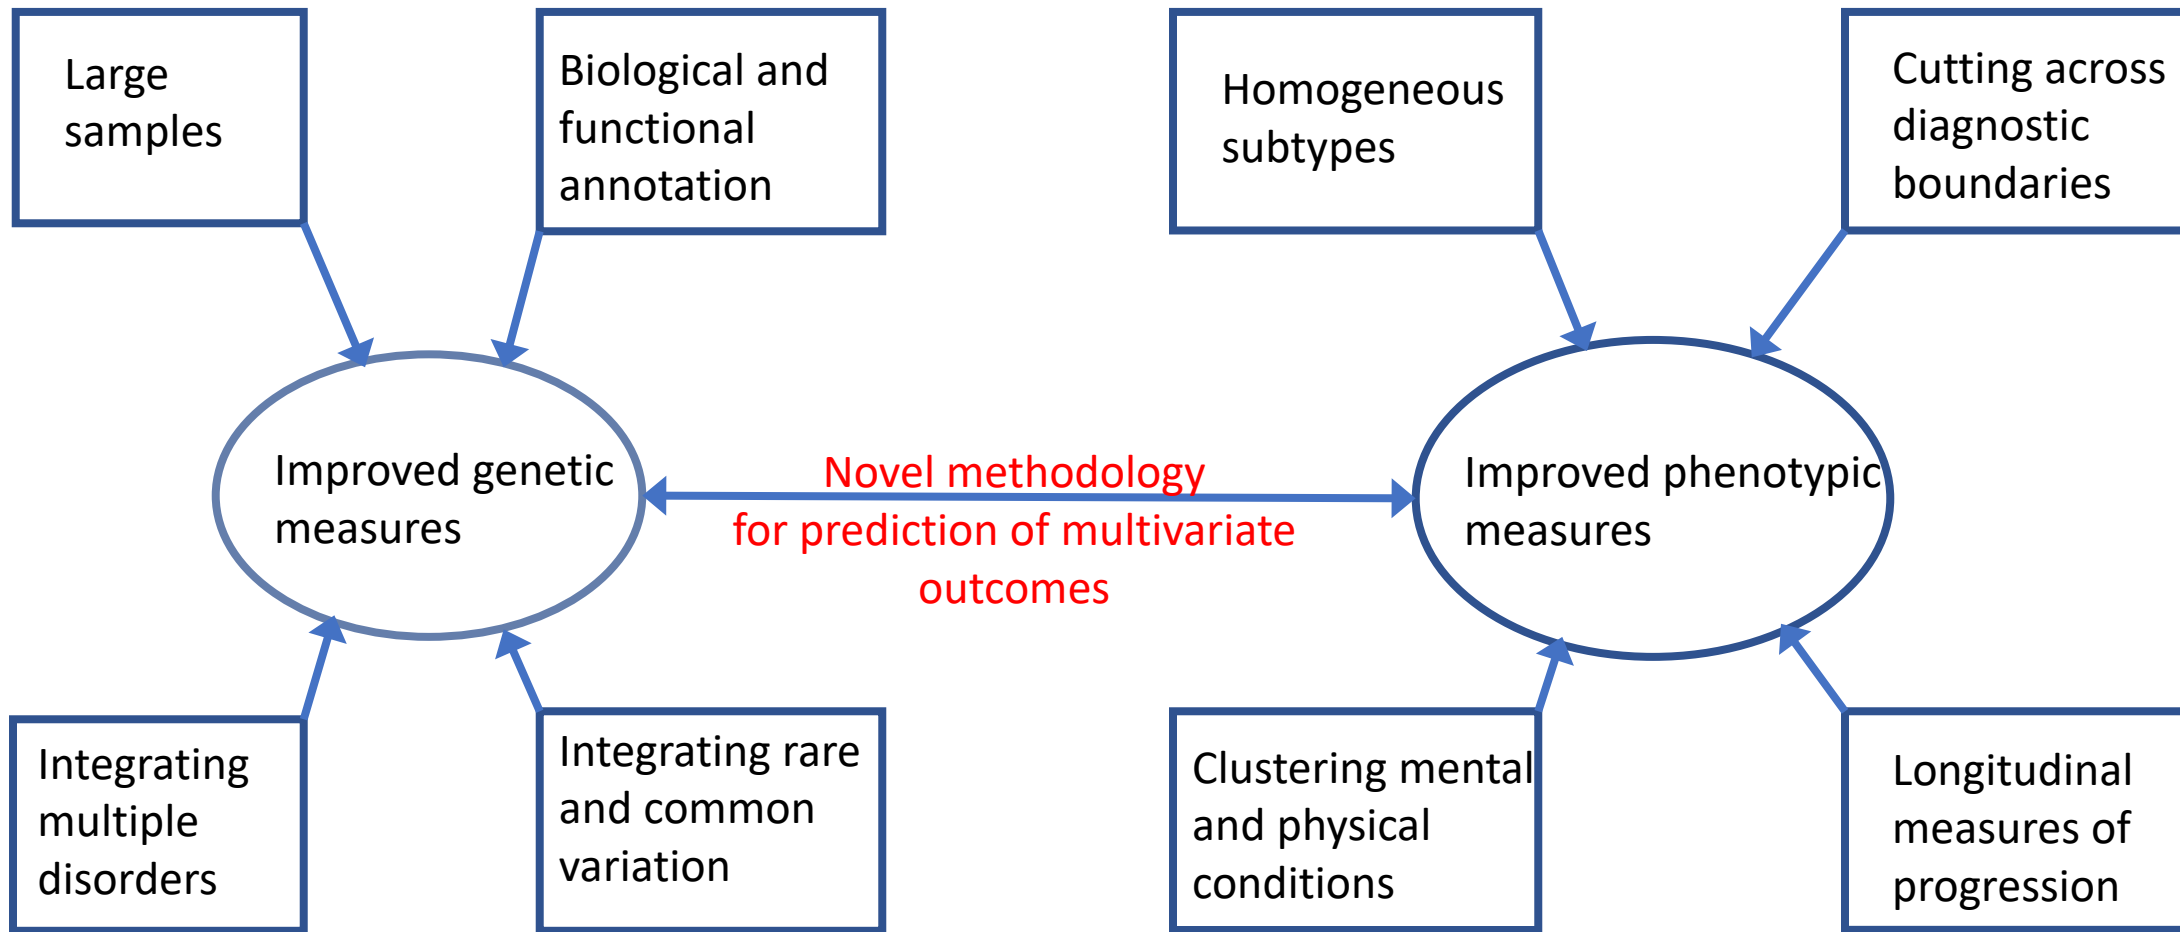 Large
samples
Biological and
functional
annotation
Homogeneous
subtypes
Cutting across
diagnostic
boundaries
Improved genetic
measures
Novel methodology
for prediction of multivariate
outcomes
Improved phenotypic
measures
Integrating
multiple
disorders
Integrating rare
and common
variation
Clustering mental
and physical
conditions
Longitudinal
measures of
progression